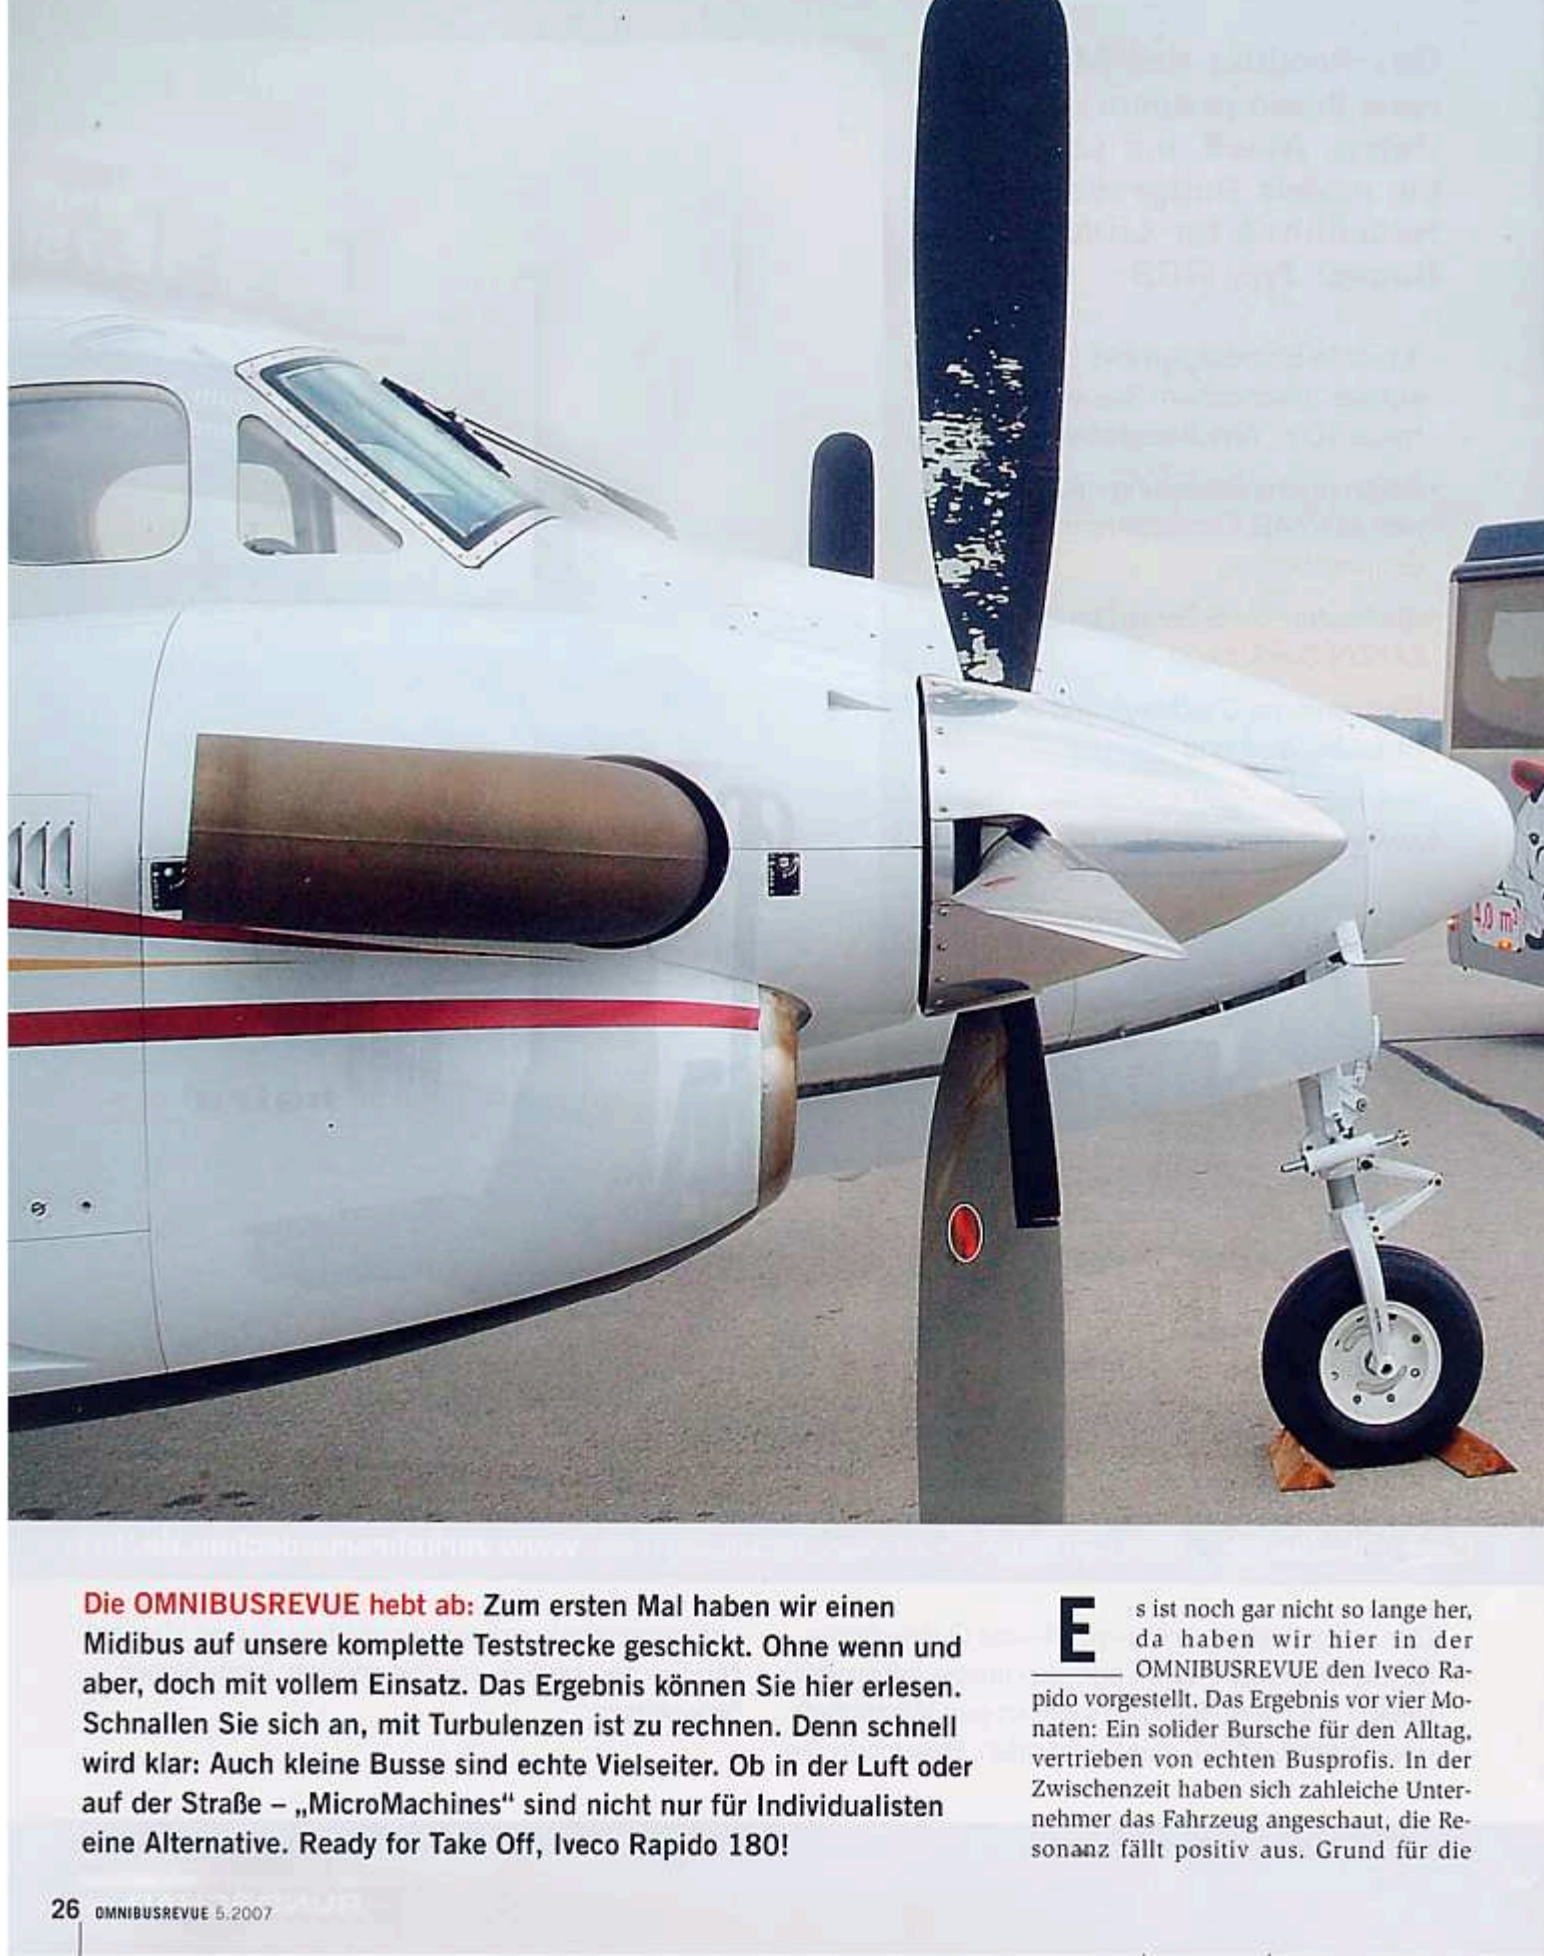 4,0 m³
Die OMNIBUSREVUE hebt ab: Zum ersten Mal haben wir einen
Midibus auf unsere komplette Teststrecke geschickt. Ohne wenn und
aber, doch mit vollem Einsatz. Das Ergebnis können Sie hier erlesen.
Schnallen Sie sich an, mit Turbulenzen ist zu rechnen. Denn schnell
wird klar: Auch kleine Busse sind echte Vielseiter. Ob in der Luft oder
auf der Straße – „MicroMachines“ sind nicht nur für Individualisten
eine Alternative. Ready for Take Off, Iveco Rapido 180!
Es ist noch gar nicht so lange her,
da haben wir hier in der
OMNIBUSREVUE den Iveco Ra-
pido vorgestellt. Das Ergebnis vor vier Mo-
naten: Ein solider Bursche für den Alltag,
vertrieben von echten Busprofis. In der
Zwischenzeit haben sich zahleiche Unter-
nehmer das Fahrzeug angeschaut, die Re-
sonanz fällt positiv aus. Grund für die
26 OMNIBUSREVUE 5.2007